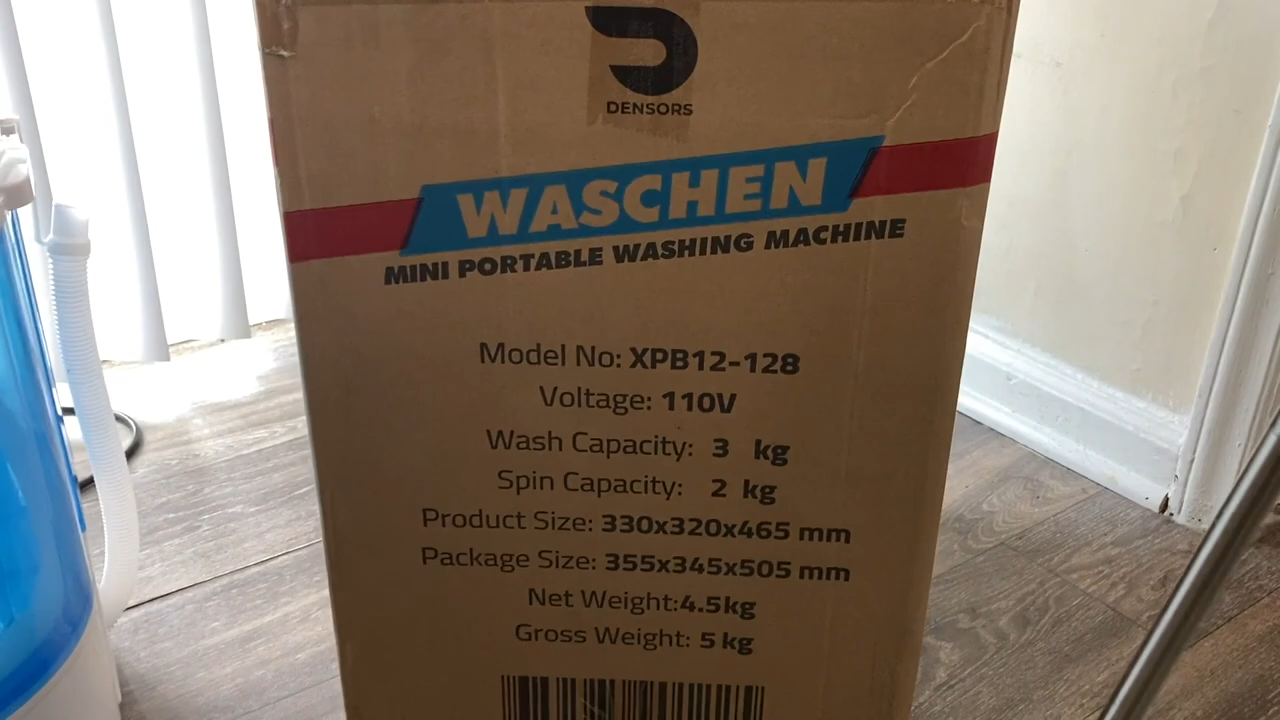 DENSORS
WASCHEN
MINI PORTABLE WASHING MACHINE
Model No: XPB12-128
Voltage: 110V
Wash Capacity: 3 kg
Spin Capacity: 2 kg
Product Size: 330x320x465 mm
Package Size: 355x345x505 mm
Net Weight:4.5kg
Gross Weight: 5 kg